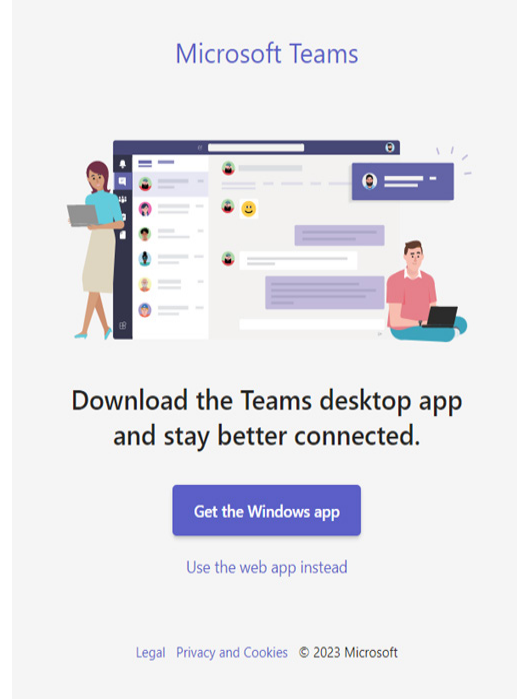 Microsoft Teams
Download the Teams desktop app
and stay better connected.
Get the Windows app
Use the web app instead
Legal Privacy and Cookies © 2023 Microsoft